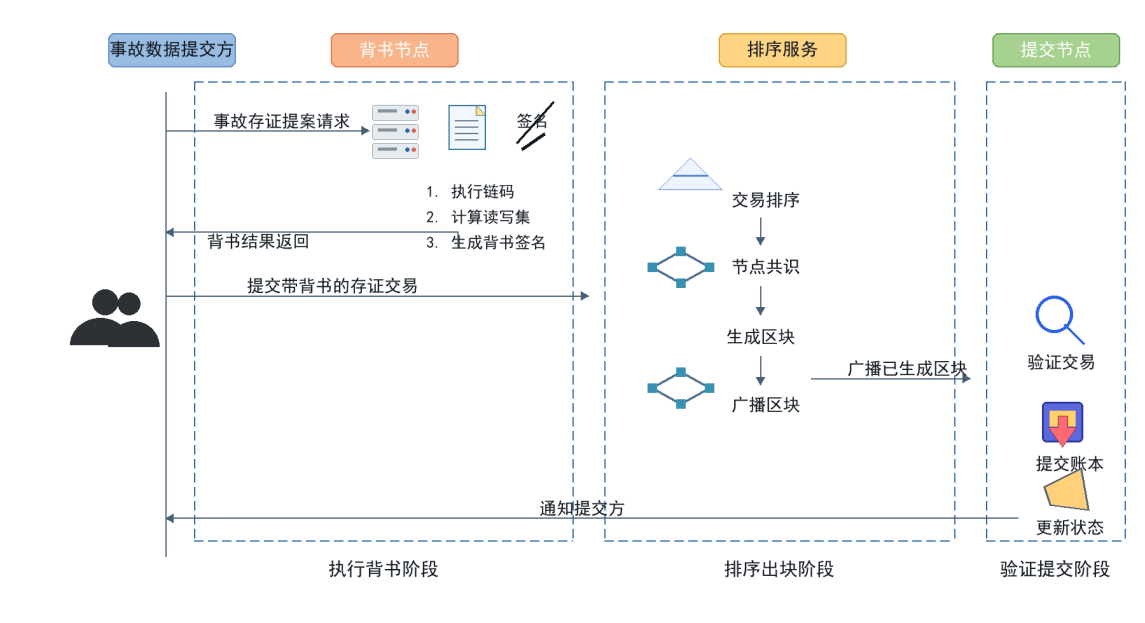 事故数据提交方
背书节点
排序服务
提交节点
事故存证提案请求
签名
1. 执行链码
2. 计算读写集
3. 生成背书签名
背书结果返回
提交带背书的存证交易
交易排序
节点共识
生成区块
广播区块
广播已生成区块
验证交易
提交账本
更新状态
通知提交方
执行背书阶段
排序出块阶段
验证提交阶段